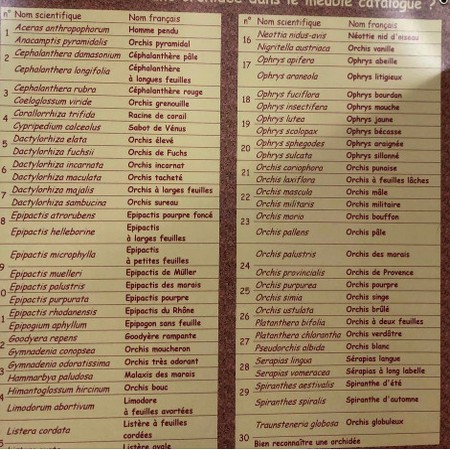 dans le meuble catalogue ?
n° Nom scientifique Nom français
1 Aceras anthropophorum Homme pendu
Anacamptis pyramidalis Orchis pyramidal
2 Cephalanthera damasonium Céphalanthère pâle
Cephalanthera longifolia Céphalanthère
à longues feuilles
3 Cephalanthera rubra Céphalanthère rouge
Coeloglossum viride Orchis grenouille
4 Corallorrhiza trifida Racine de corail
Cypripedium calceolus Sabot de Vénus
5 Dactylorhiza elata Orchis élevé
Dactylorhiza fuchsii Orchis de Fuchs
6 Dactylorhiza incarnata Orchis incarnat
Dactylorhiza maculata Orchis tacheté
7 Dactylorhiza majalis Orchis à larges feuilles
Dactylorhiza sambucina Orchis sureau
8 Epipactis atrorubens Epipactis pourpre foncé
Epipactis helleborine Epipactis
à larges feuilles
Epipactis microphylla Epipactis
à petites feuilles
9 Epipactis muelleri Epipactis de Müller
Epipactis palustris Epipactis des marais
Epipactis purpurata Epipactis pourpre
Epipactis rhodanensis Epipactis du Rhône
Epipogium aphyllum Epipogon sans feuille
Goodyera repens Goodyère rampante
Gymnadenia conopsea Orchis moucheron
Gymnadenia odoratissima Orchis très odorant
Hammarbya paludosa Malaxis des marais
Himantoglossum hircinum Orchis bouc
Limodorum abortivum Limodore
à feuilles avortées
Listera cordata Listère à feuilles
cordées
Listère ovale
n° Nom scientifique Nom français
16 Neottia nidus-avis Néottie nid d'oiseau
Nigritella austriaca Orchis vanille
17 Ophrys apifera Ophrys abeille
Ophrys araneola Ophrys litigieux
18 Ophrys fuciflora Ophrys bourdon
Ophrys insectifera Ophrys mouche
19 Ophrys lutea Ophrys jaune
Ophrys scolopax Ophrys bécasse
20 Ophrys sphegodes Ophrys araignée
Ophrys sulcata Ophrys sillonné
21 Orchis coriophora Orchis punaise
Orchis laxiflora Orchis à feuilles lâches
22 Orchis mascula Orchis mâle
Orchis militaris Orchis militaire
23 Orchis morio Orchis bouffon
Orchis pallens Orchis pâle
Orchis palustris Orchis des marais
24 Orchis provincialis Orchis de Provence
25 Orchis purpurea Orchis pourpre
Orchis simia Orchis singe
26 Orchis ustulata Orchis brûlé
Platanthera bifolia Orchis à deux feuilles
27 Platanthera chlorantha Orchis verdâtre
Pseudorchis albida Orchis blanc
28 Serapias lingua Sérapias langue
Serapias vomeracea Sérapias à long labelle
29 Spiranthes aestivalis Spiranthe d'été
Spiranthes spiralis Spiranthe d'automne
Traunsteneria globosa Orchis globuleux
30 Bien reconnaître une orchidée